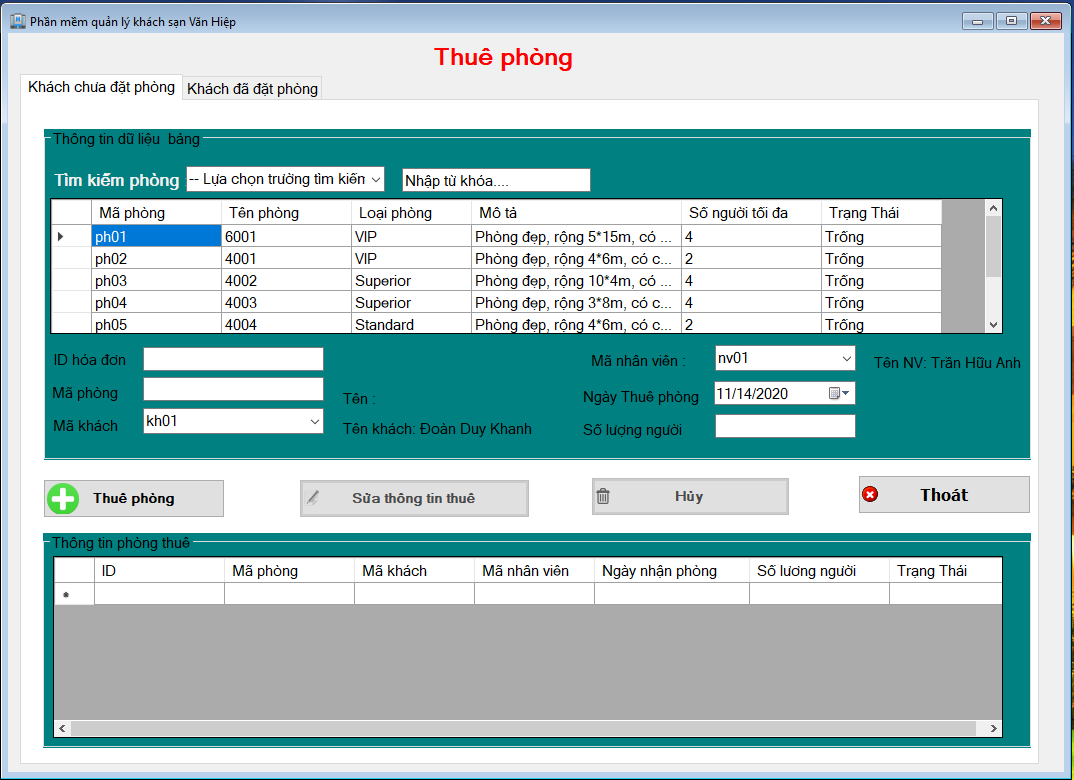 Phần mềm quản lý khách sạn Văn Hiệp
Thuê phòng
Khách chưa đặt phòng Khách đã đặt phòng
Thông tin dữ liệu bảng
Tìm kiếm phòng -- Lựa chọn trường tìm kiếm Nhập từ khóa....
Mã phòng Tên phòng Loại phòng Mô tả Số người tối đa Trạng Thái
ph01 6001 VIP Phòng đẹp, rộng 5*15m, có ... 4 Trống
ph02 4001 VIP Phòng đẹp, rộng 4*6m, có c... 2 Trống
ph03 4002 Superior Phòng đẹp, rộng 10*4m, có ... 4 Trống
ph04 4003 Superior Phòng đẹp, rộng 3*8m, có c... 4 Trống
ph05 4004 Standard Phòng đẹp, rộng 4*6m, có c... 2 Trống
ID hóa đơn Mã nhân viên : nv01 Tên NV: Trần Hữu Anh
Mã phòng Tên : Ngày Thuê phòng 11/14/2020
Mã khách kh01 Tên khách: Đoàn Duy Khanh Số lượng người
Thuê phòng Sửa thông tin thuê Hủy Thoát
Thông tin phòng thuê
ID Mã phòng Mã khách Mã nhân viên Ngày nhận phòng Số lương người Trạng Thái